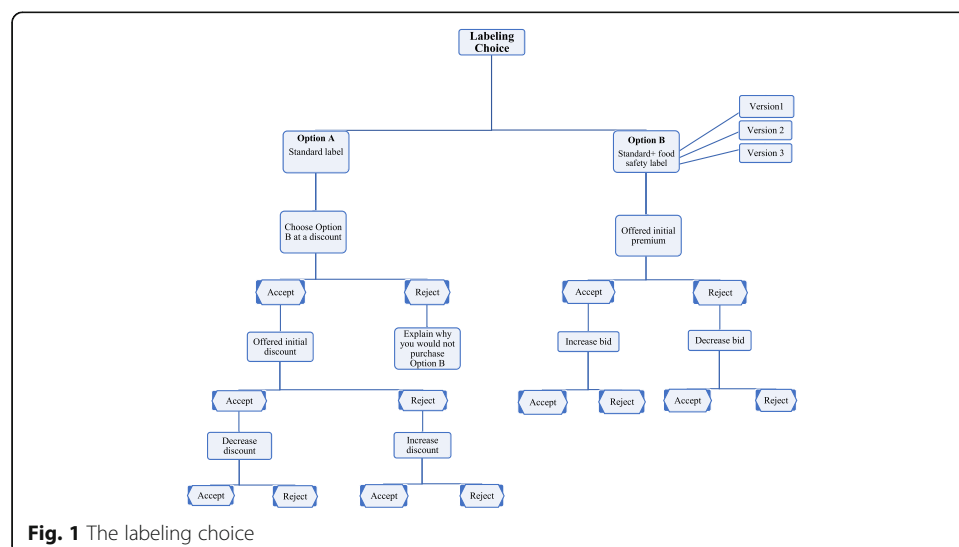 Labeling
Choice
Version1
Version 2
Version 3
Option A
Standard label
Option B
Standard+ food
safety label
Choose Option
B at a discount
Offered initial
premium
Accept
Reject
Accept
Reject
Offered initial
discount
Explain why
you would not
purchase
Option B
Increase bid
Decrease bid
Accept
Reject
Accept
Reject
Accept
Reject
Decrease
discount
Increase
discount
Accept
Reject
Accept
Reject
Fig. 1 The labeling choice